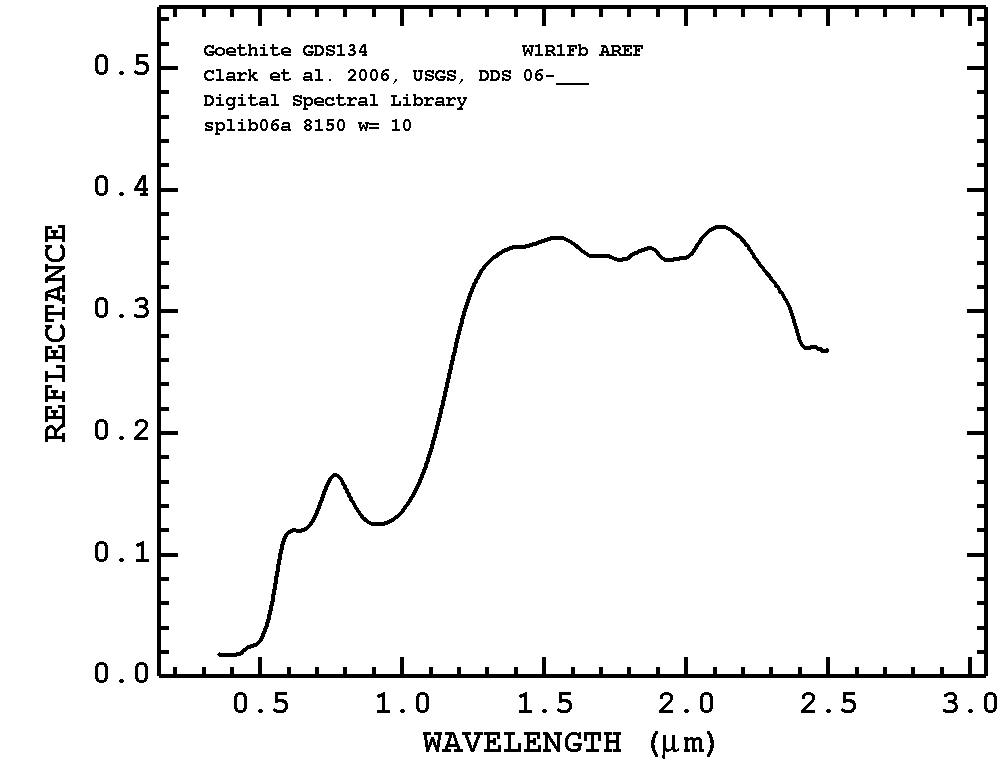 Goethite GDS134 W1R1Fb AREF
Clark et al. 2006, USGS, DDS 06-___
Digital Spectral Library
splib06a 8150 w= 10
0.5
0.4
0.3
0.2
0.1
0.0
REFLECTANCE
0.5 1.0 1.5 2.0 2.5 3.0
WAVELENGTH (μm)